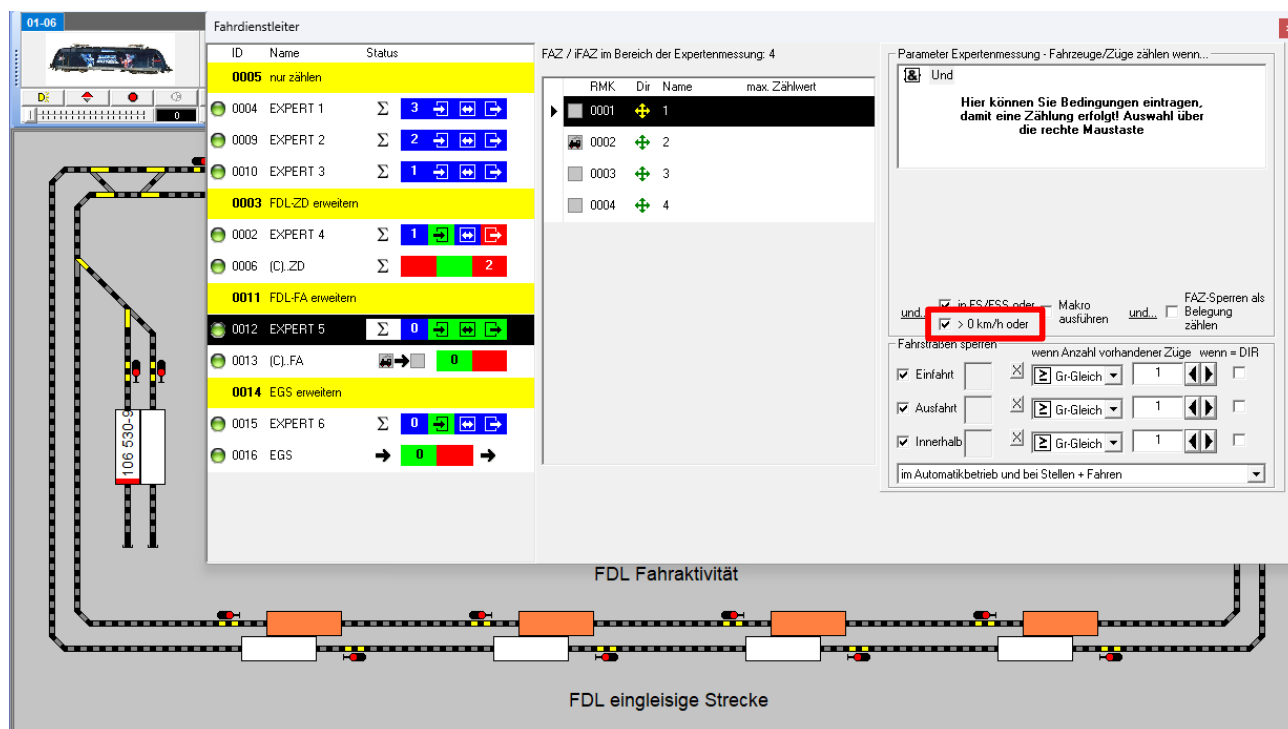 01-06
0
Fahrdienstleiter
ID Name Status
0005 nur zählen
0004 EXPERT 1 Σ 3
0009 EXPERT 2 Σ 2
0010 EXPERT 3 Σ 1
0003 FDL-ZD erweitern
0002 EXPERT 4 Σ 1
0006 (C)..ZD Σ 2
0011 FDL-FA erweitern
0012 EXPERT 5 Σ 0
0013 (C)..FA 0
0014 EGS erweitern
0015 EXPERT 6 Σ 0
0016 EGS 0
FAZ / iFAZ im Bereich der Expertenmessung: 4
RMK Dir Name max. Zählwert
0001 1
0002 2
0003 3
0004 4
Parameter Expertenmessung - Fahrzeuge/Züge zählen wenn...
& Und
Hier können Sie Bedingungen eintragen,
damit eine Zählung erfolgt! Auswahl über
die rechte Maustaste
und... in FS/FSS oder
> 0 km/h oder
Makro
ausführen
und...
FAZ-Sperren als
Belegung
zählen
Fahrstraßen sperren
wenn Anzahl vorhandener Züge wenn = DIR
Einfahrt X ≥ Gr-Gleich 1
Ausfahrt X ≥ Gr-Gleich 1
Innerhalb X ≥ Gr-Gleich 1
im Automatikbetrieb und bei Stellen + Fahren
106 530-9
FDL Fahraktivität
FDL eingleisige Strecke